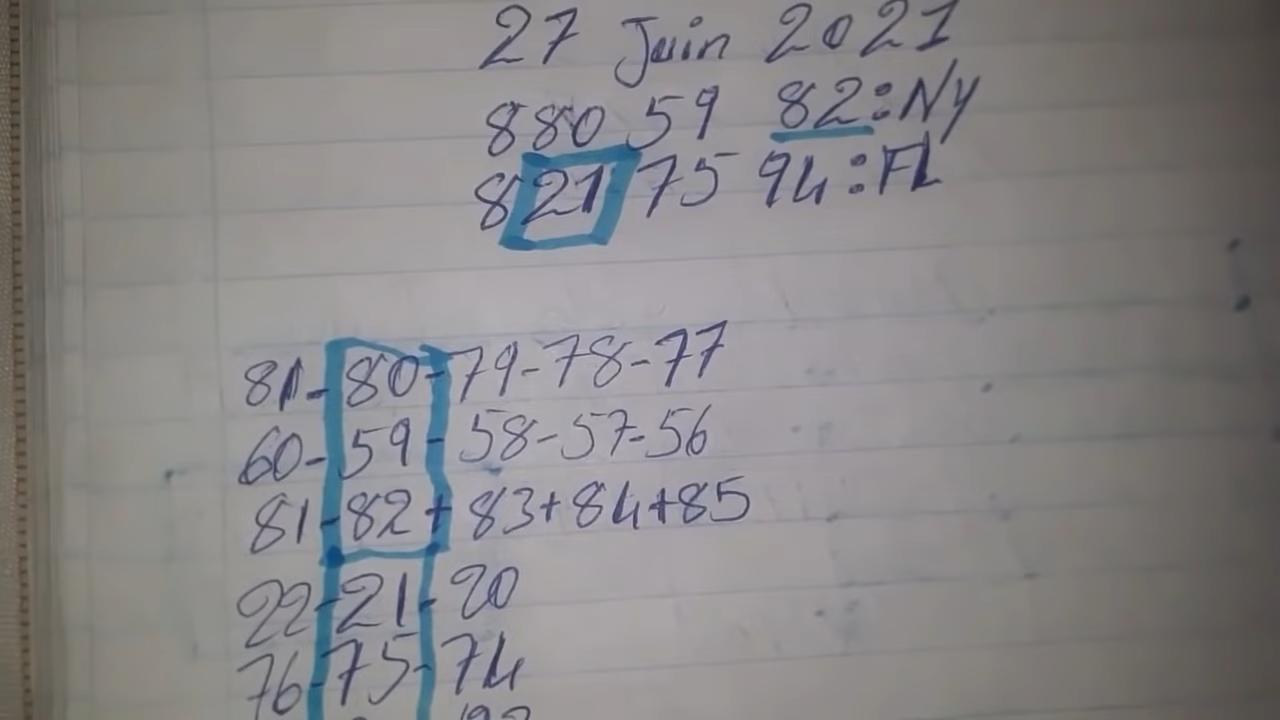 27 Juin 2021
880 59 82:NY
821 75 94:FL
81-80-79-78-77
60-59-58-57-56
81-82+83+84+85
22-21-20
76-75-74